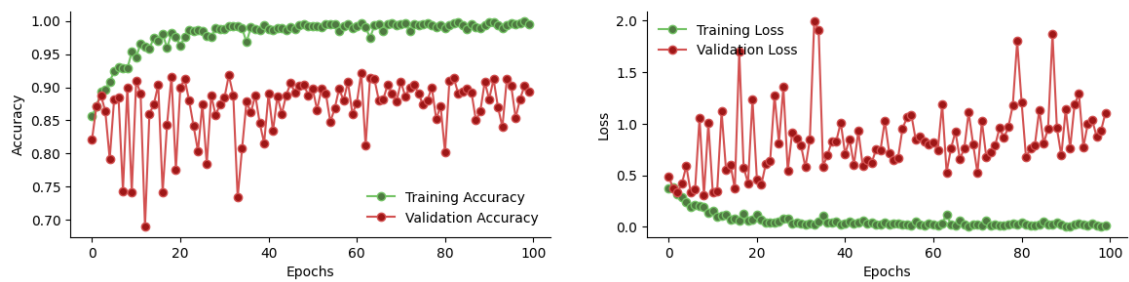 1.00
0.95
0.90
0.85
0.80
0.75
0.70
Accuracy
0 20 40 60 80 100
Epochs
Training Accuracy
Validation Accuracy
2.0
1.5
1.0
0.5
0.0
Loss
0 20 40 60 80 100
Epochs
Training Loss
Validation Loss